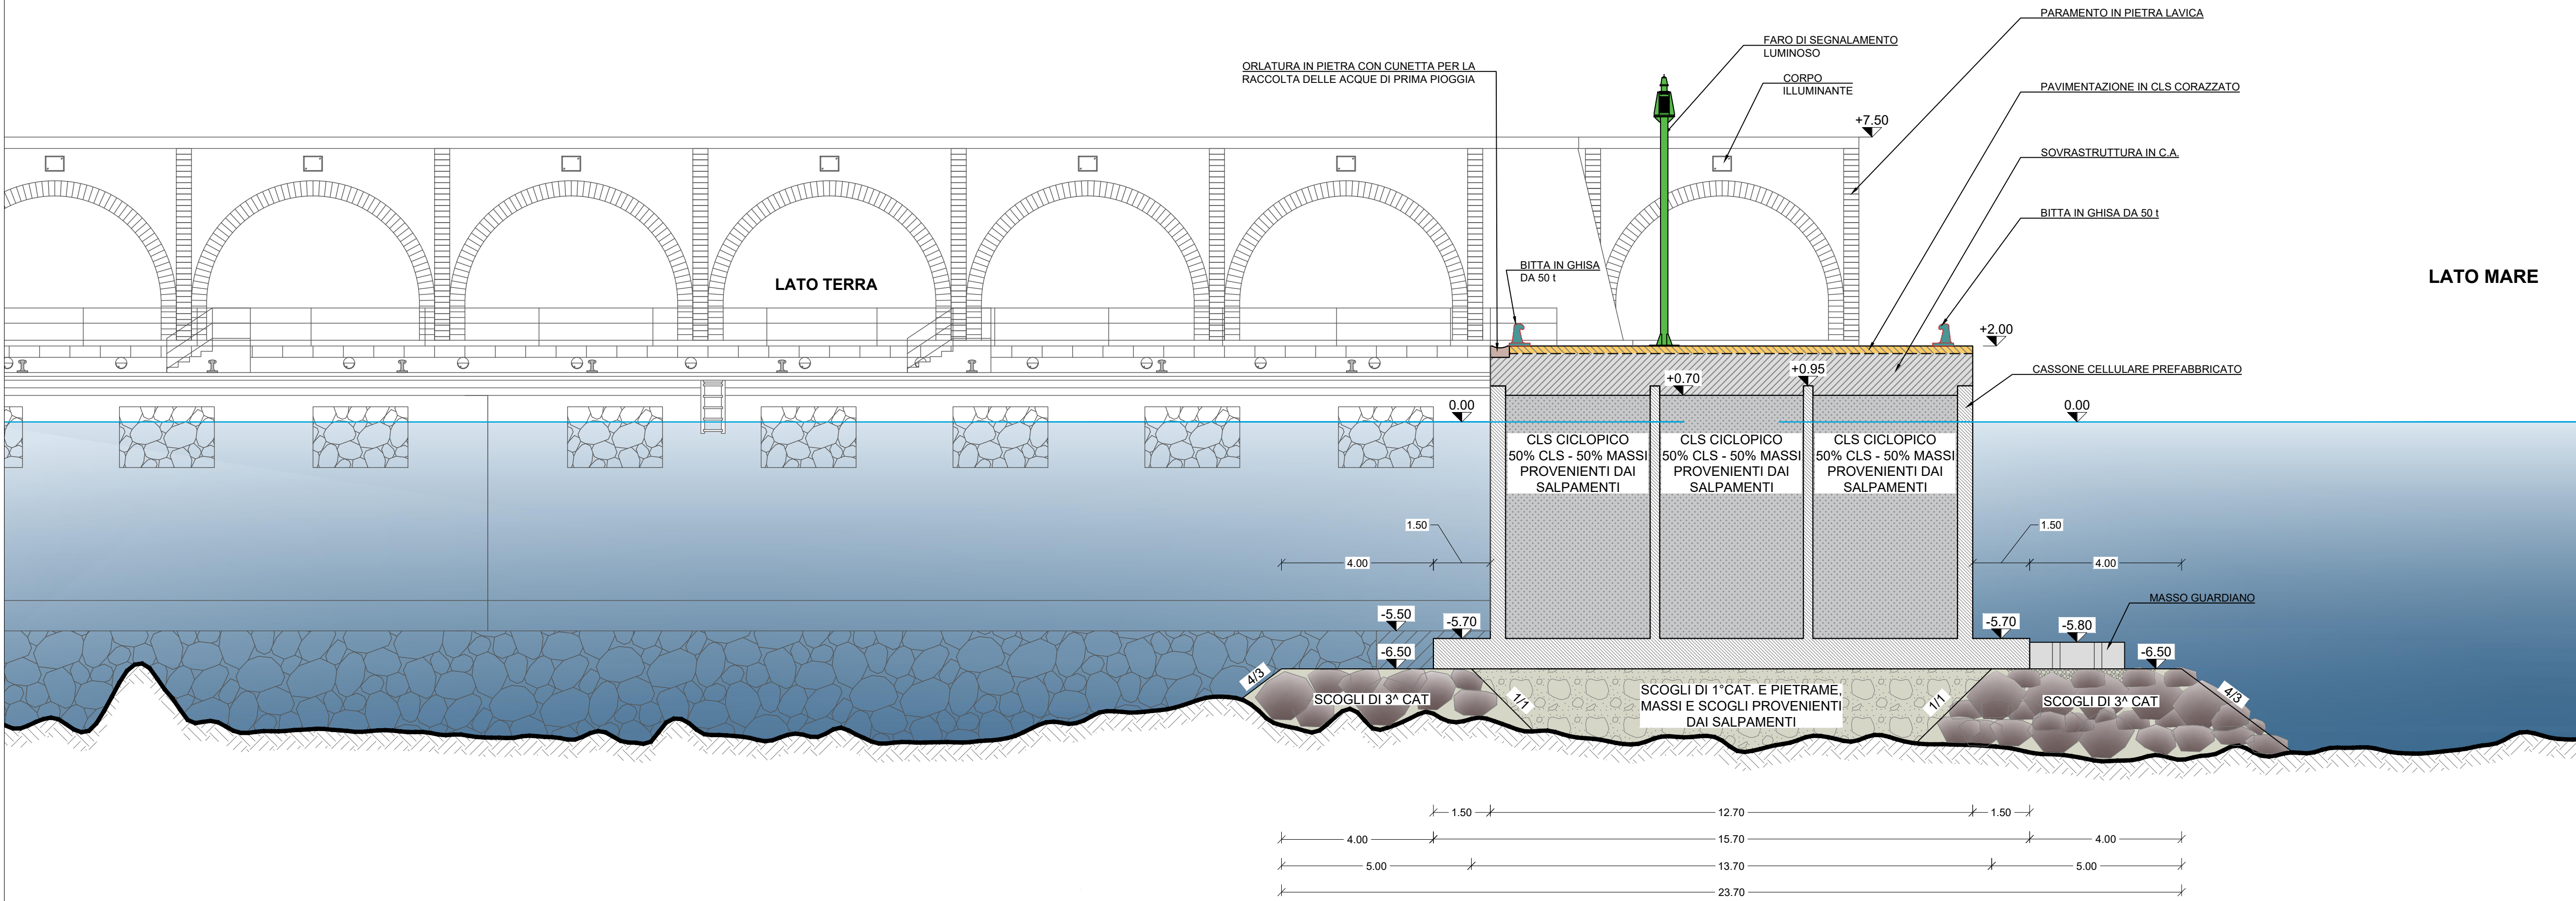 PARAMENTO IN PIETRA LAVICA
FARO DI SEGNALAMENTO
LUMINOSO
ORLATURA IN PIETRA CON CUNETTA PER LA
RACCOLTA DELLE ACQUE DI PRIMA PIOGGIA
CORPO
ILLUMINANTE
PAVIMENTAZIONE IN CLS CORAZZATO
+7.50
SOVRASTRUTTURA IN C.A.
BITTA IN GHISA DA 50 t
BITTA IN GHISA
DA 50 t
LATO TERRA
LATO MARE
+2.00
CASSONE CELLULARE PREFABBRICATO
+0.70
+0.95
0.00
0.00
CLS CICLOPICO
50% CLS - 50% MASSI
PROVENIENTI DAI
SALPAMENTI
CLS CICLOPICO
50% CLS - 50% MASSI
PROVENIENTI DAI
SALPAMENTI
CLS CICLOPICO
50% CLS - 50% MASSI
PROVENIENTI DAI
SALPAMENTI
1.50
1.50
4.00
4.00
MASSO GUARDIANO
-5.50
-5.70
-5.70
-5.80
-6.50
-6.50
4/3
SCOGLI DI 3^ CAT
1/1
SCOGLI DI 1°CAT. E PIETRAME,
MASSI E SCOGLI PROVENIENTI
DAI SALPAMENTI
1/1
SCOGLI DI 3^ CAT
4/3
1.50
12.70
1.50
4.00
15.70
4.00
5.00
13.70
5.00
23.70